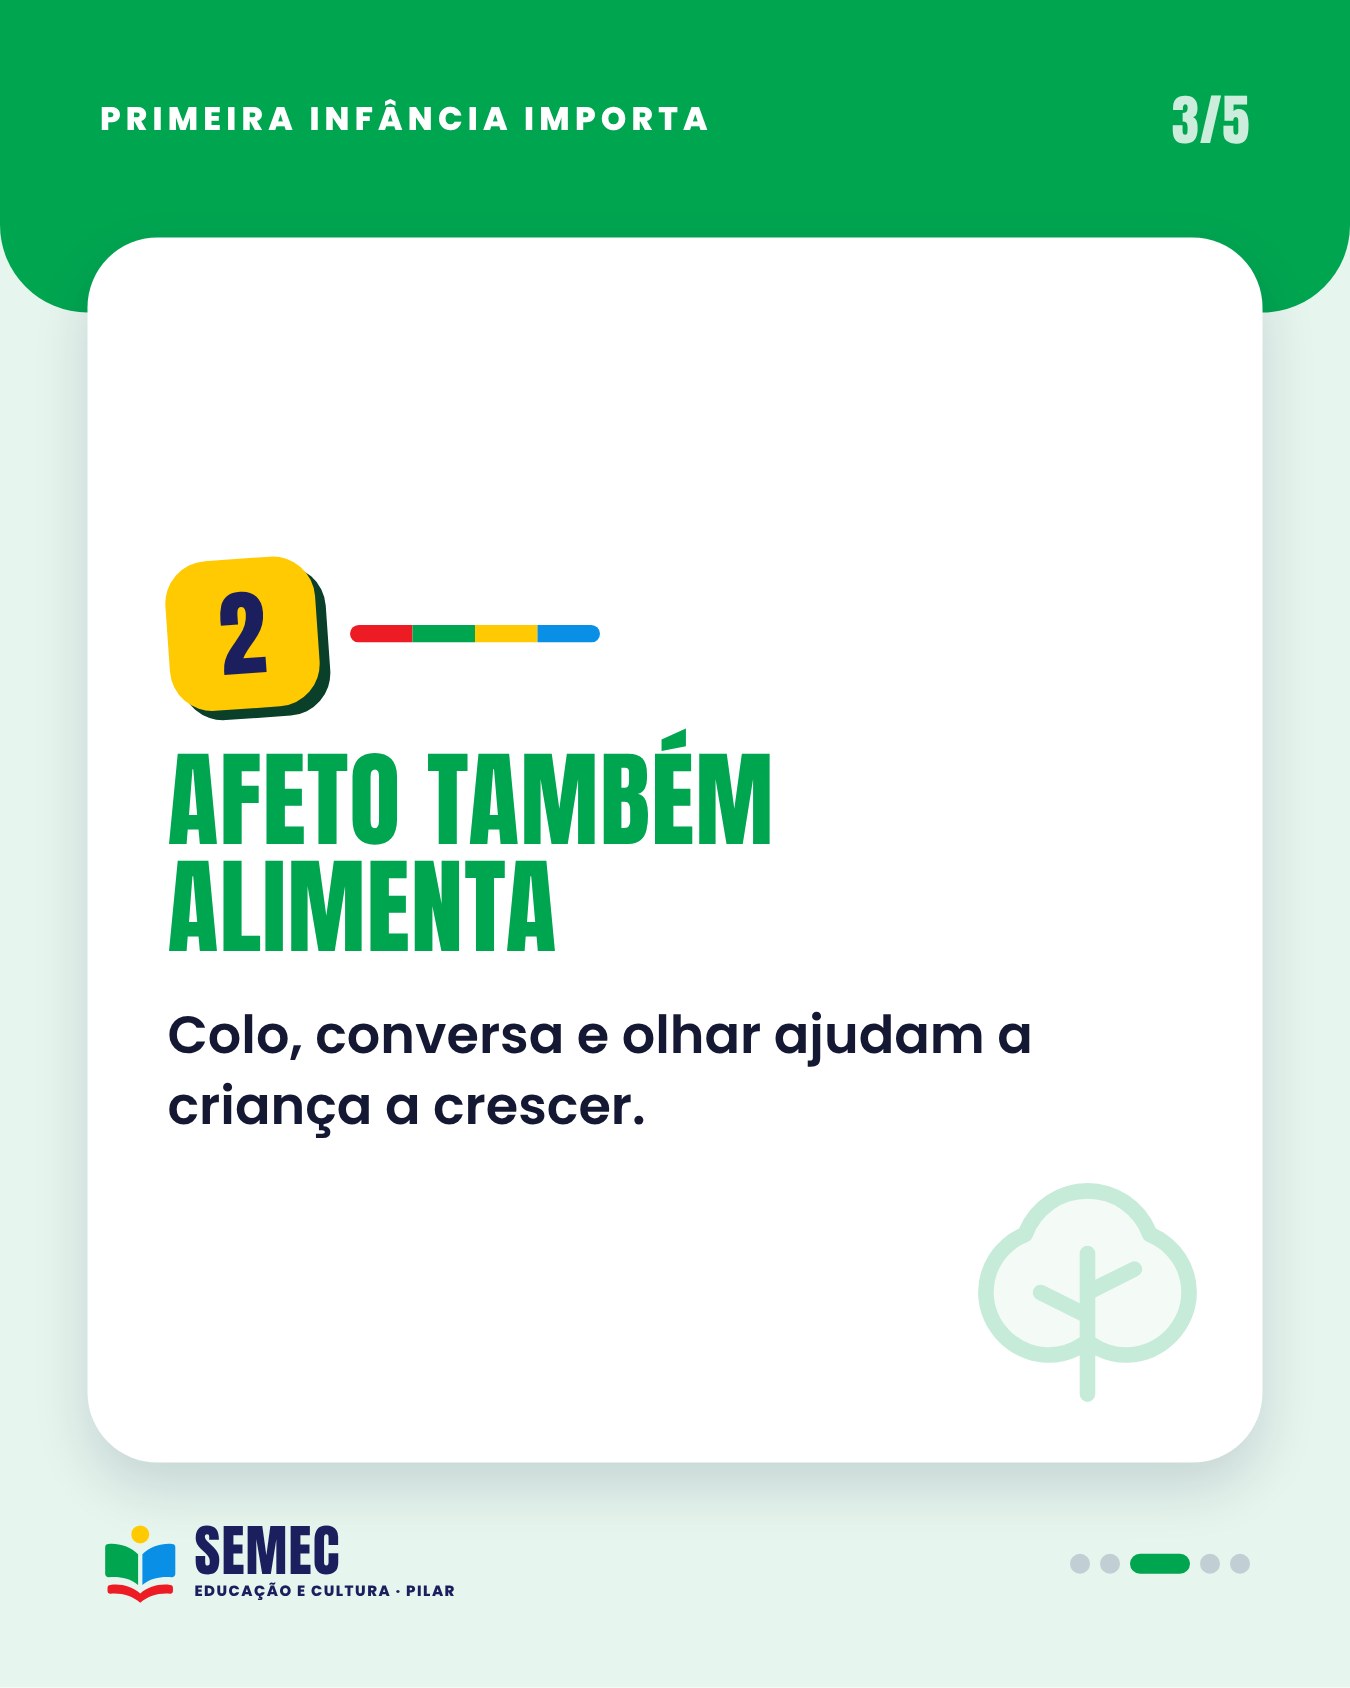 PRIMEIRA INFÂNCIA IMPORTA
3/5
2
AFETO TAMBÉM
ALIMENTA
Colo, conversa e olhar ajudam a
criança a crescer.
SEMEC
EDUCAÇÃO E CULTURA · PILAR